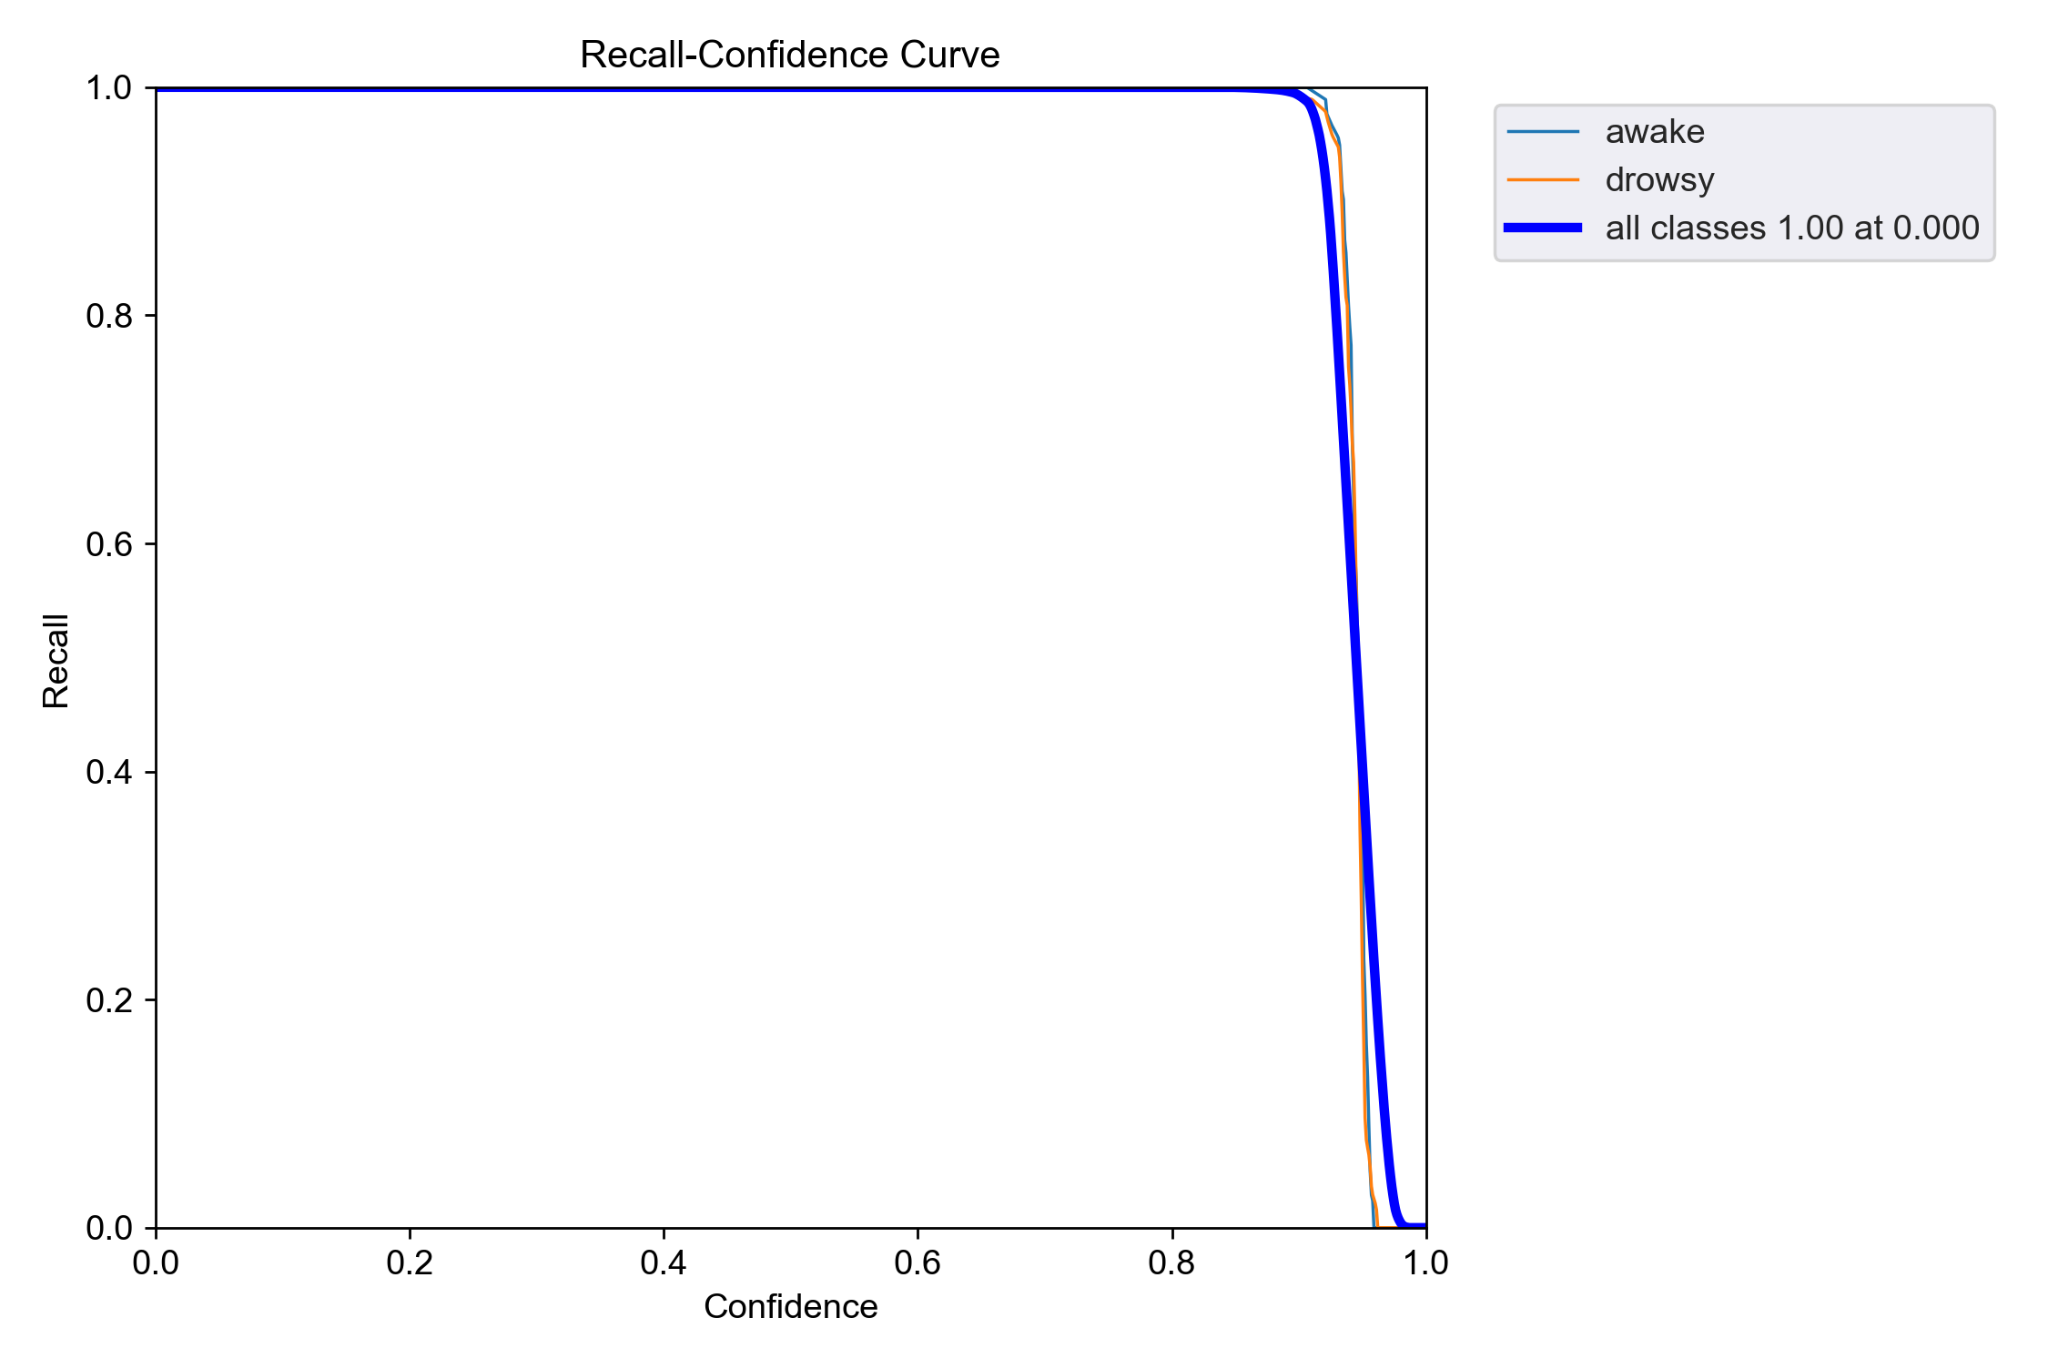 Recall-Confidence Curve
1.0
0.8
0.6
0.4
0.2
0.0
Recall
0.0 0.2 0.4 0.6 0.8 1.0
Confidence
awake
drowsy
all classes 1.00 at 0.000